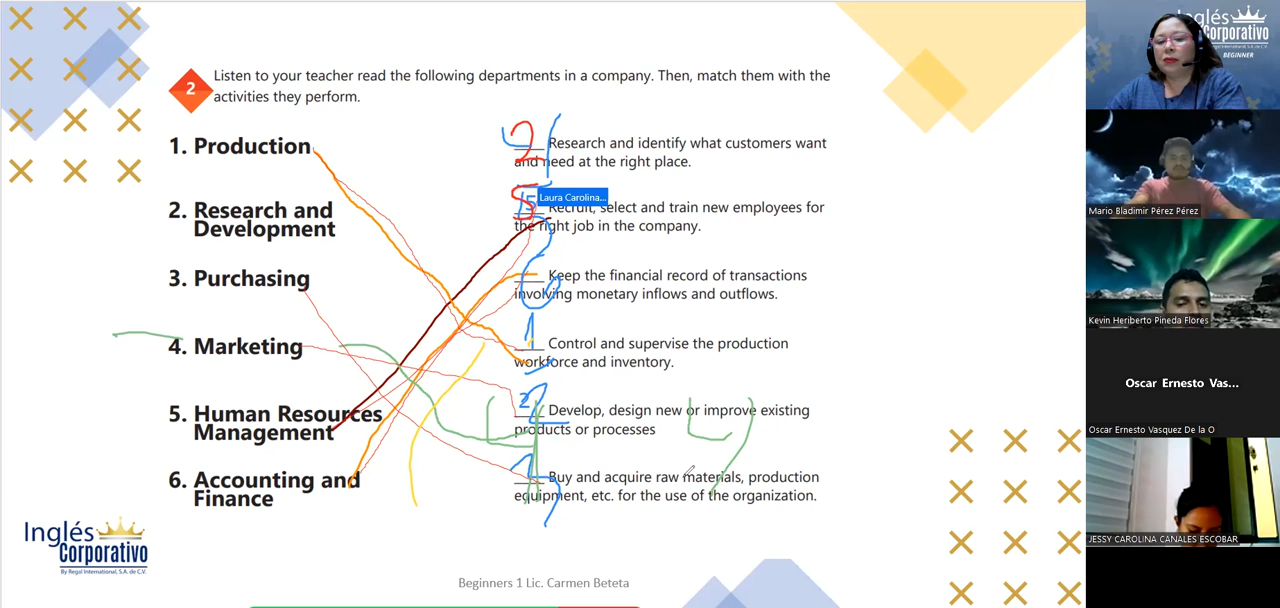 2 Listen to your teacher read the following departments in a company. Then, match them with the
activities they perform.
1. Production
2. Research and
Development
3. Purchasing
4. Marketing
5. Human Resources
Management
6. Accounting and
Finance
2 Research and identify what customers want
and need at the right place.
5 Laura Carolina...
Recruit, select and train new employees for
the right job in the company.
6 Keep the financial record of transactions
involving monetary inflows and outflows.
1 Control and supervise the production
workforce and inventory.
2 Develop, design new or improve existing
products or processes
Buy and acquire raw materials, production
equipment, etc. for the use of the organization.
Inglés
Corporativo
By Regal International, S.A. de C.V.
Beginners 1 Lic. Carmen Beteta
Inglés
Corporativo
BEGINNER
Mario Bladimir Pérez Pérez
Kevin Heriberto Pineda Flores
Oscar Ernesto Vas...
Oscar Ernesto Vasquez De la O
JESSY CAROLINA CANALES ESCOBAR